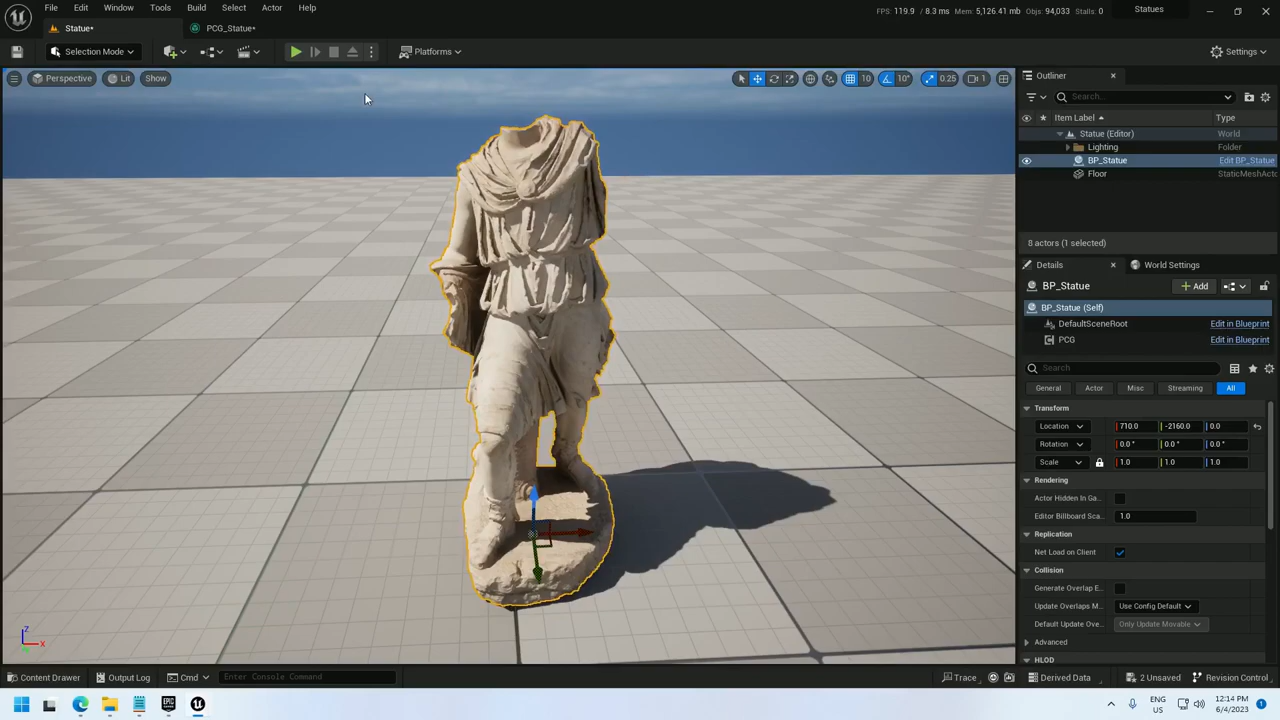 File Edit Window Tools Build Select Actor Help
FPS: 119.9 / 8.3 ms Mem: 5,126.41 mb Objs: 94,033 Stalls: 0 Statues
Statue* PCG_Statue*
Selection Mode Platforms Settings
Perspective Lit Show 10 10° 0.25 1
Outliner
Search...
Item Label Type
Statue (Editor) World
Lighting Folder
BP_Statue Edit BP_Statue
Floor StaticMeshActo
8 actors (1 selected)
Details World Settings
BP_Statue + Add
BP_Statue (Self)
DefaultSceneRoot Edit in Blueprint
PCG Edit in Blueprint
Search
General Actor Misc Streaming All
Transform
Location 710.0 -2160.0 0.0
Rotation 0.0 ° 0.0 ° 0.0 °
Scale 1.0 1.0 1.0
Rendering
Actor Hidden In Ga...
Editor Billboard Sca... 1.0
Replication
Net Load on Client
Collision
Generate Overlap E...
Update Overlaps M... Use Config Default
Default Update Ove... Only Update Movable
Advanced
HLOD
Z
X
Content Drawer Output Log Cmd Enter Console Command Trace Derived Data 2 Unsaved Revision Control
EPIC GAMES
ENG
US
12:14 PM
6/4/2023
1